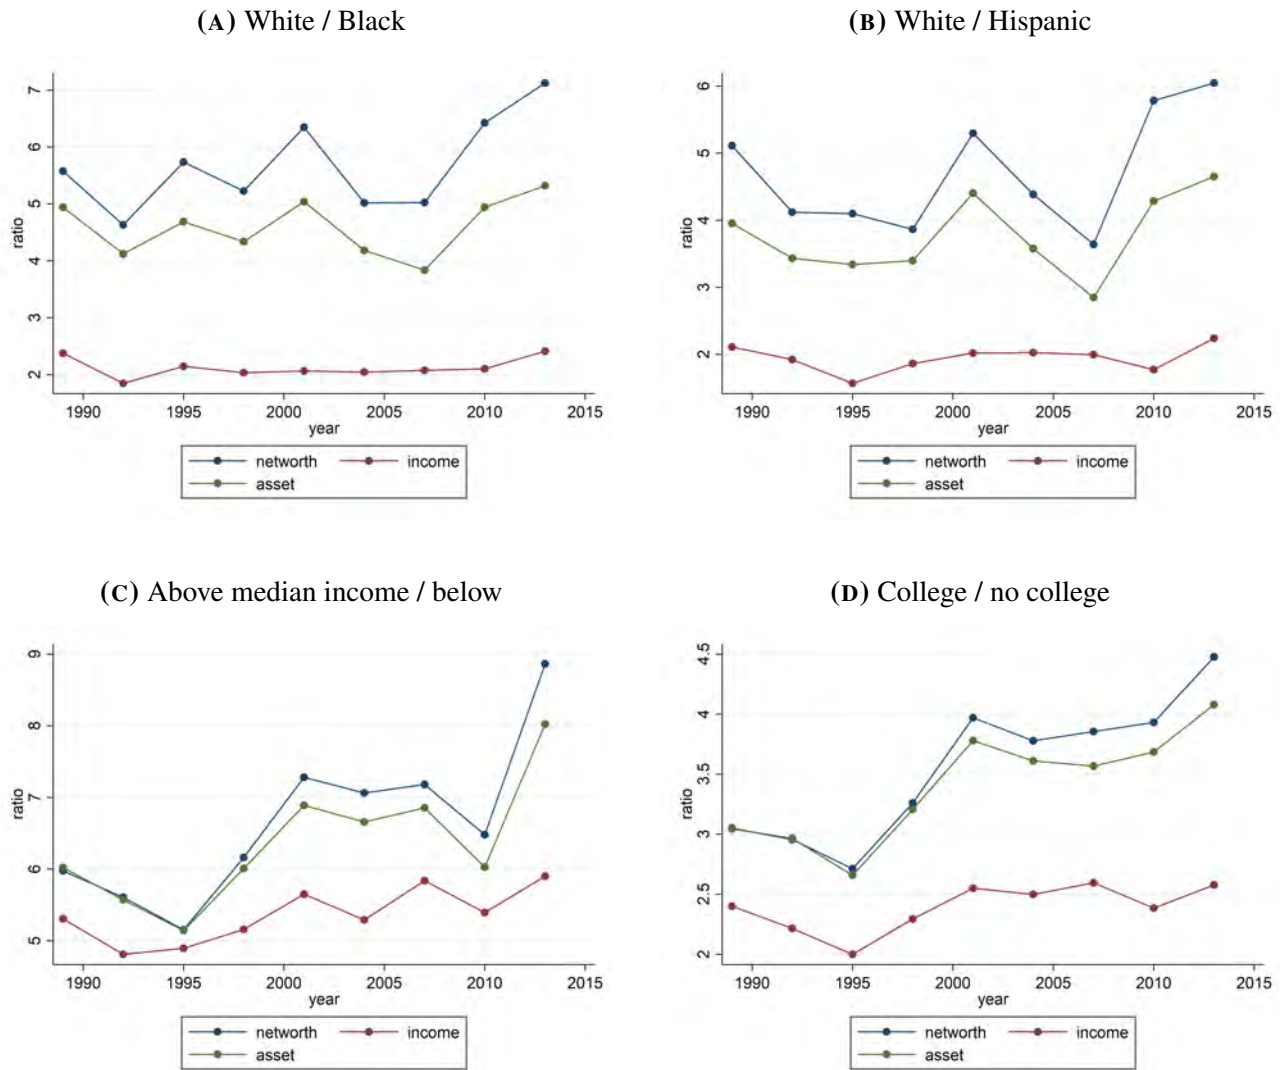 (A) White / Black
7
6
5
4
3
2
ratio
1990 1995 2000 2005 2010 2015
year
networth income
asset
(B) White / Hispanic
6
5
4
3
2
ratio
1990 1995 2000 2005 2010 2015
year
networth income
asset
(C) Above median income / below
9
8
7
6
5
ratio
1990 1995 2000 2005 2010 2015
year
networth income
asset
(D) College / no college
4.5
4
3.5
3
2.5
2
ratio
1990 1995 2000 2005 2010 2015
year
networth income
asset